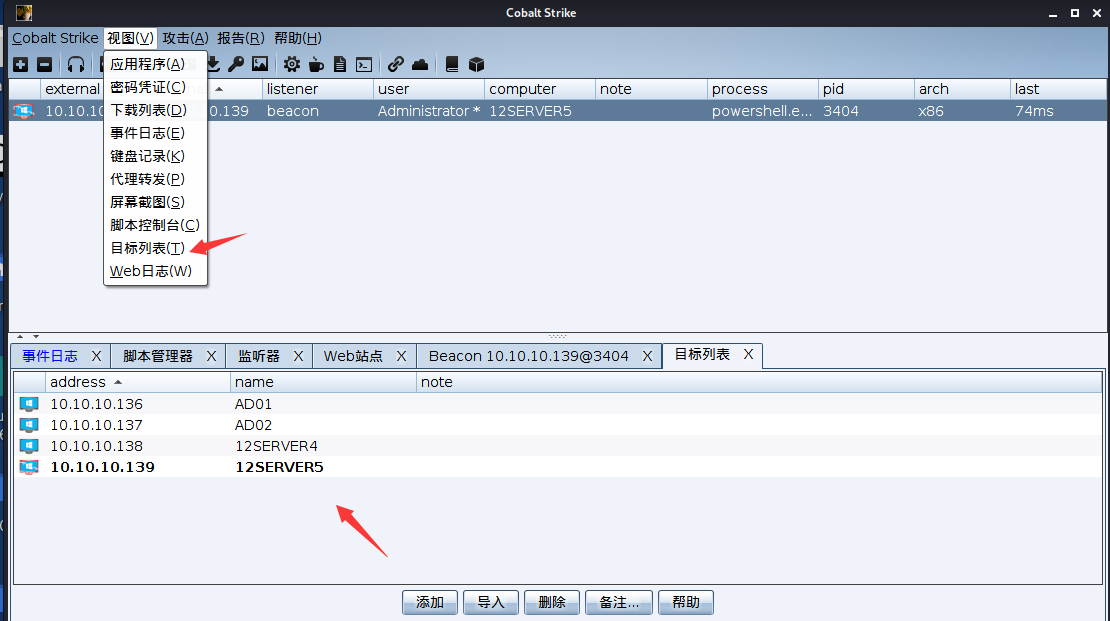 Cobalt Strike
Cobalt Strike 视图(V) 攻击(A) 报告(R) 帮助(H)
应用程序(A)
密码凭证(C)
下载列表(D)
事件日志(E)
键盘记录(K)
代理转发(P)
屏幕截图(S)
脚本控制台(C)
目标列表(T)
Web日志(W)
external listener user computer note process pid arch last
10.10.10 0.139 beacon Administrator * 12SERVER5 powershell.e... 3404 x86 74ms
事件日志 X 脚本管理器 X 监听器 X Web站点 X Beacon 10.10.10.139@3404 X 目标列表 X
address name note
10.10.10.136 AD01
10.10.10.137 AD02
10.10.10.138 12SERVER4
10.10.10.139 12SERVER5
添加 导入 删除 备注... 帮助